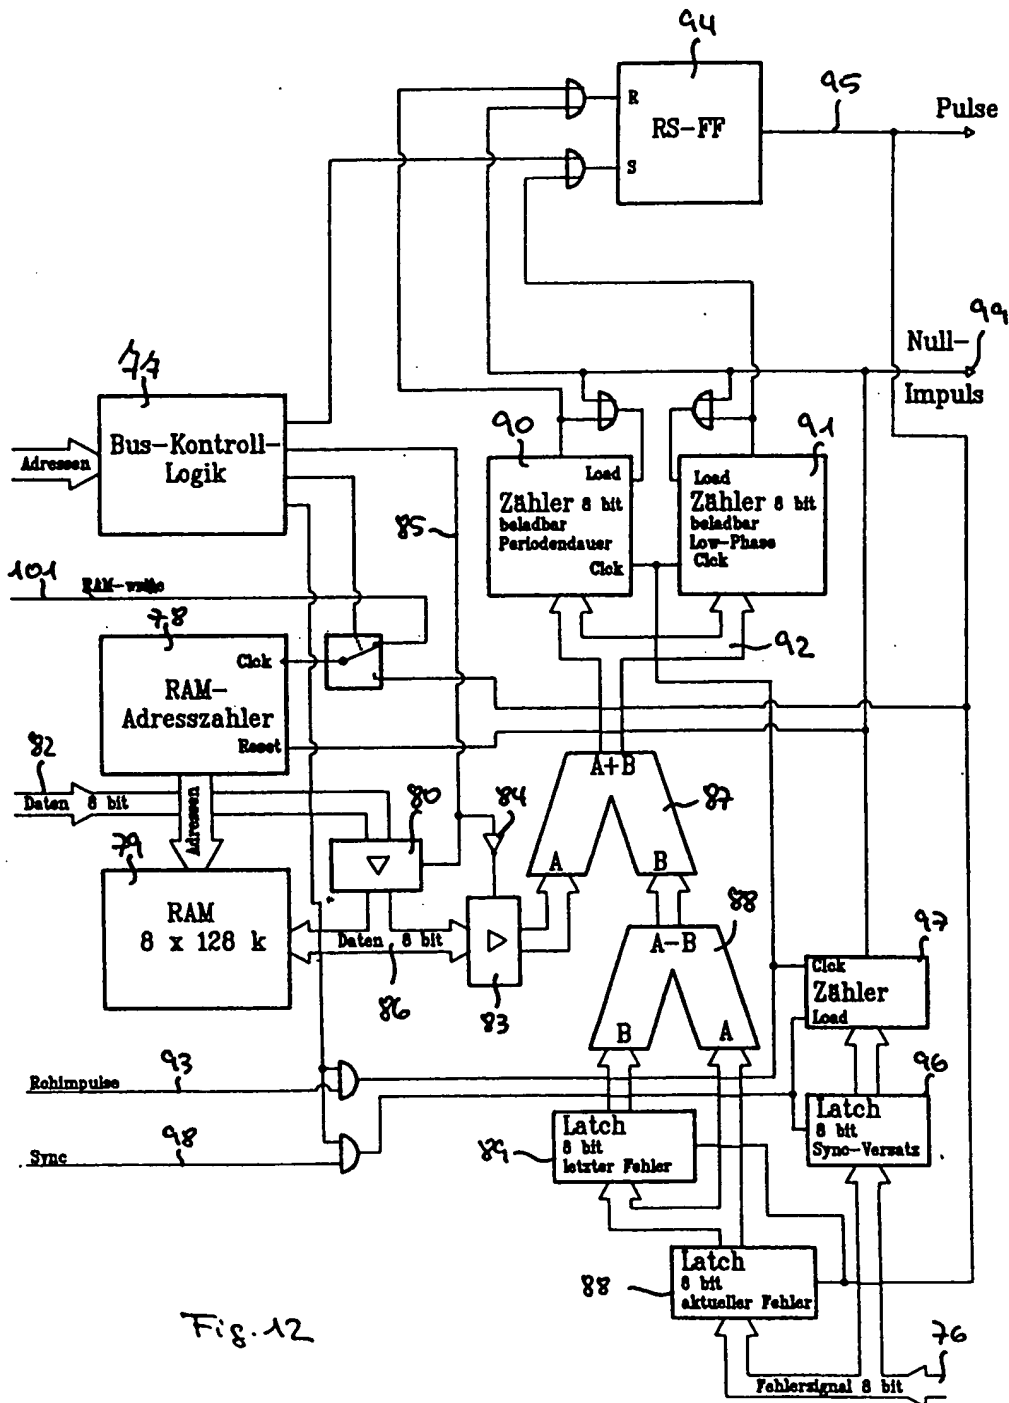 94
95
Pulse
R
RS-FF
S
99
Null-
Impuls
77
Bus-Kontroll-
Logik
Adressen
90
91
Load
Zähler 8 bit
beladbar
Periodendauer
Clck
Load
Zähler 8 bit
beladbar
Low-Phase
Clck
85
101
RAM-write
78
Clck
RAM-
Adresszahler
Reset
92
82
Daten 8 bit
Adressen
80
84
A+B
87
A
B
79
RAM
8 x 128 k
Daten 8 bit
86
83
88
A-B
B
A
97
Clck
Zähler
Load
93
Rohimpulse
98
Sync
96
Latch
8 bit
Sync-Versatz
89
Latch
8 bit
letzter Fehler
88
Latch
8 bit
aktueller Fehler
76
Fehlersignal 8 bit
Fig. 12